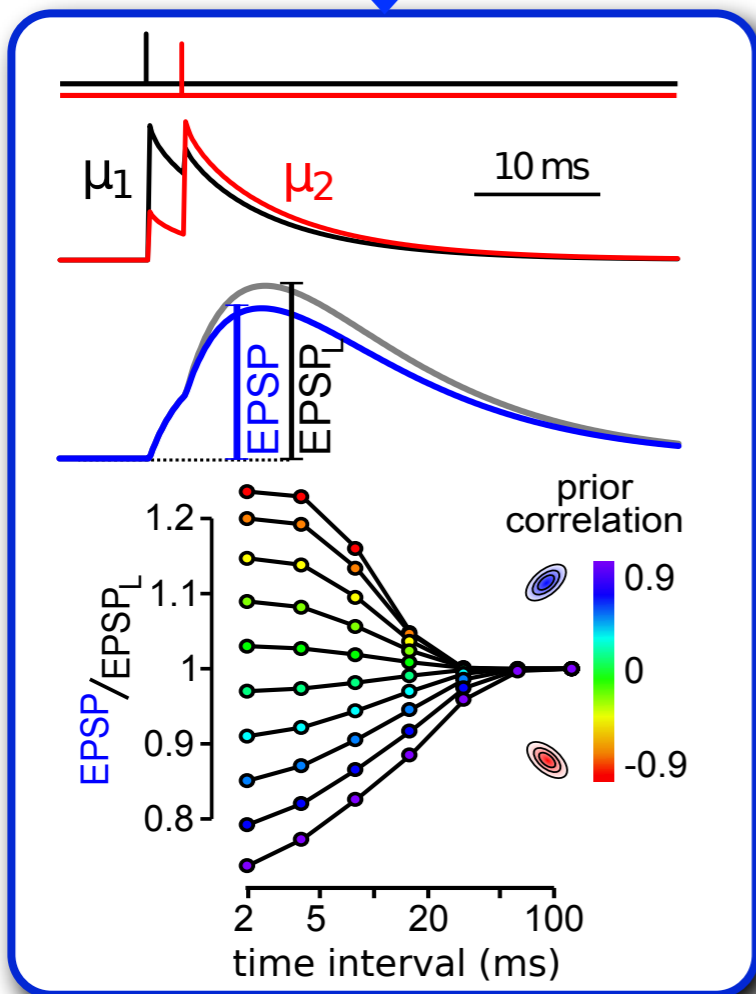 μ1
μ2
10 ms
EPSP
EPSPL
prior
correlation
1.2
1.1
1
0.9
0.8
EPSP/EPSPL
0.9
0
-0.9
2
5
20
100
time interval (ms)